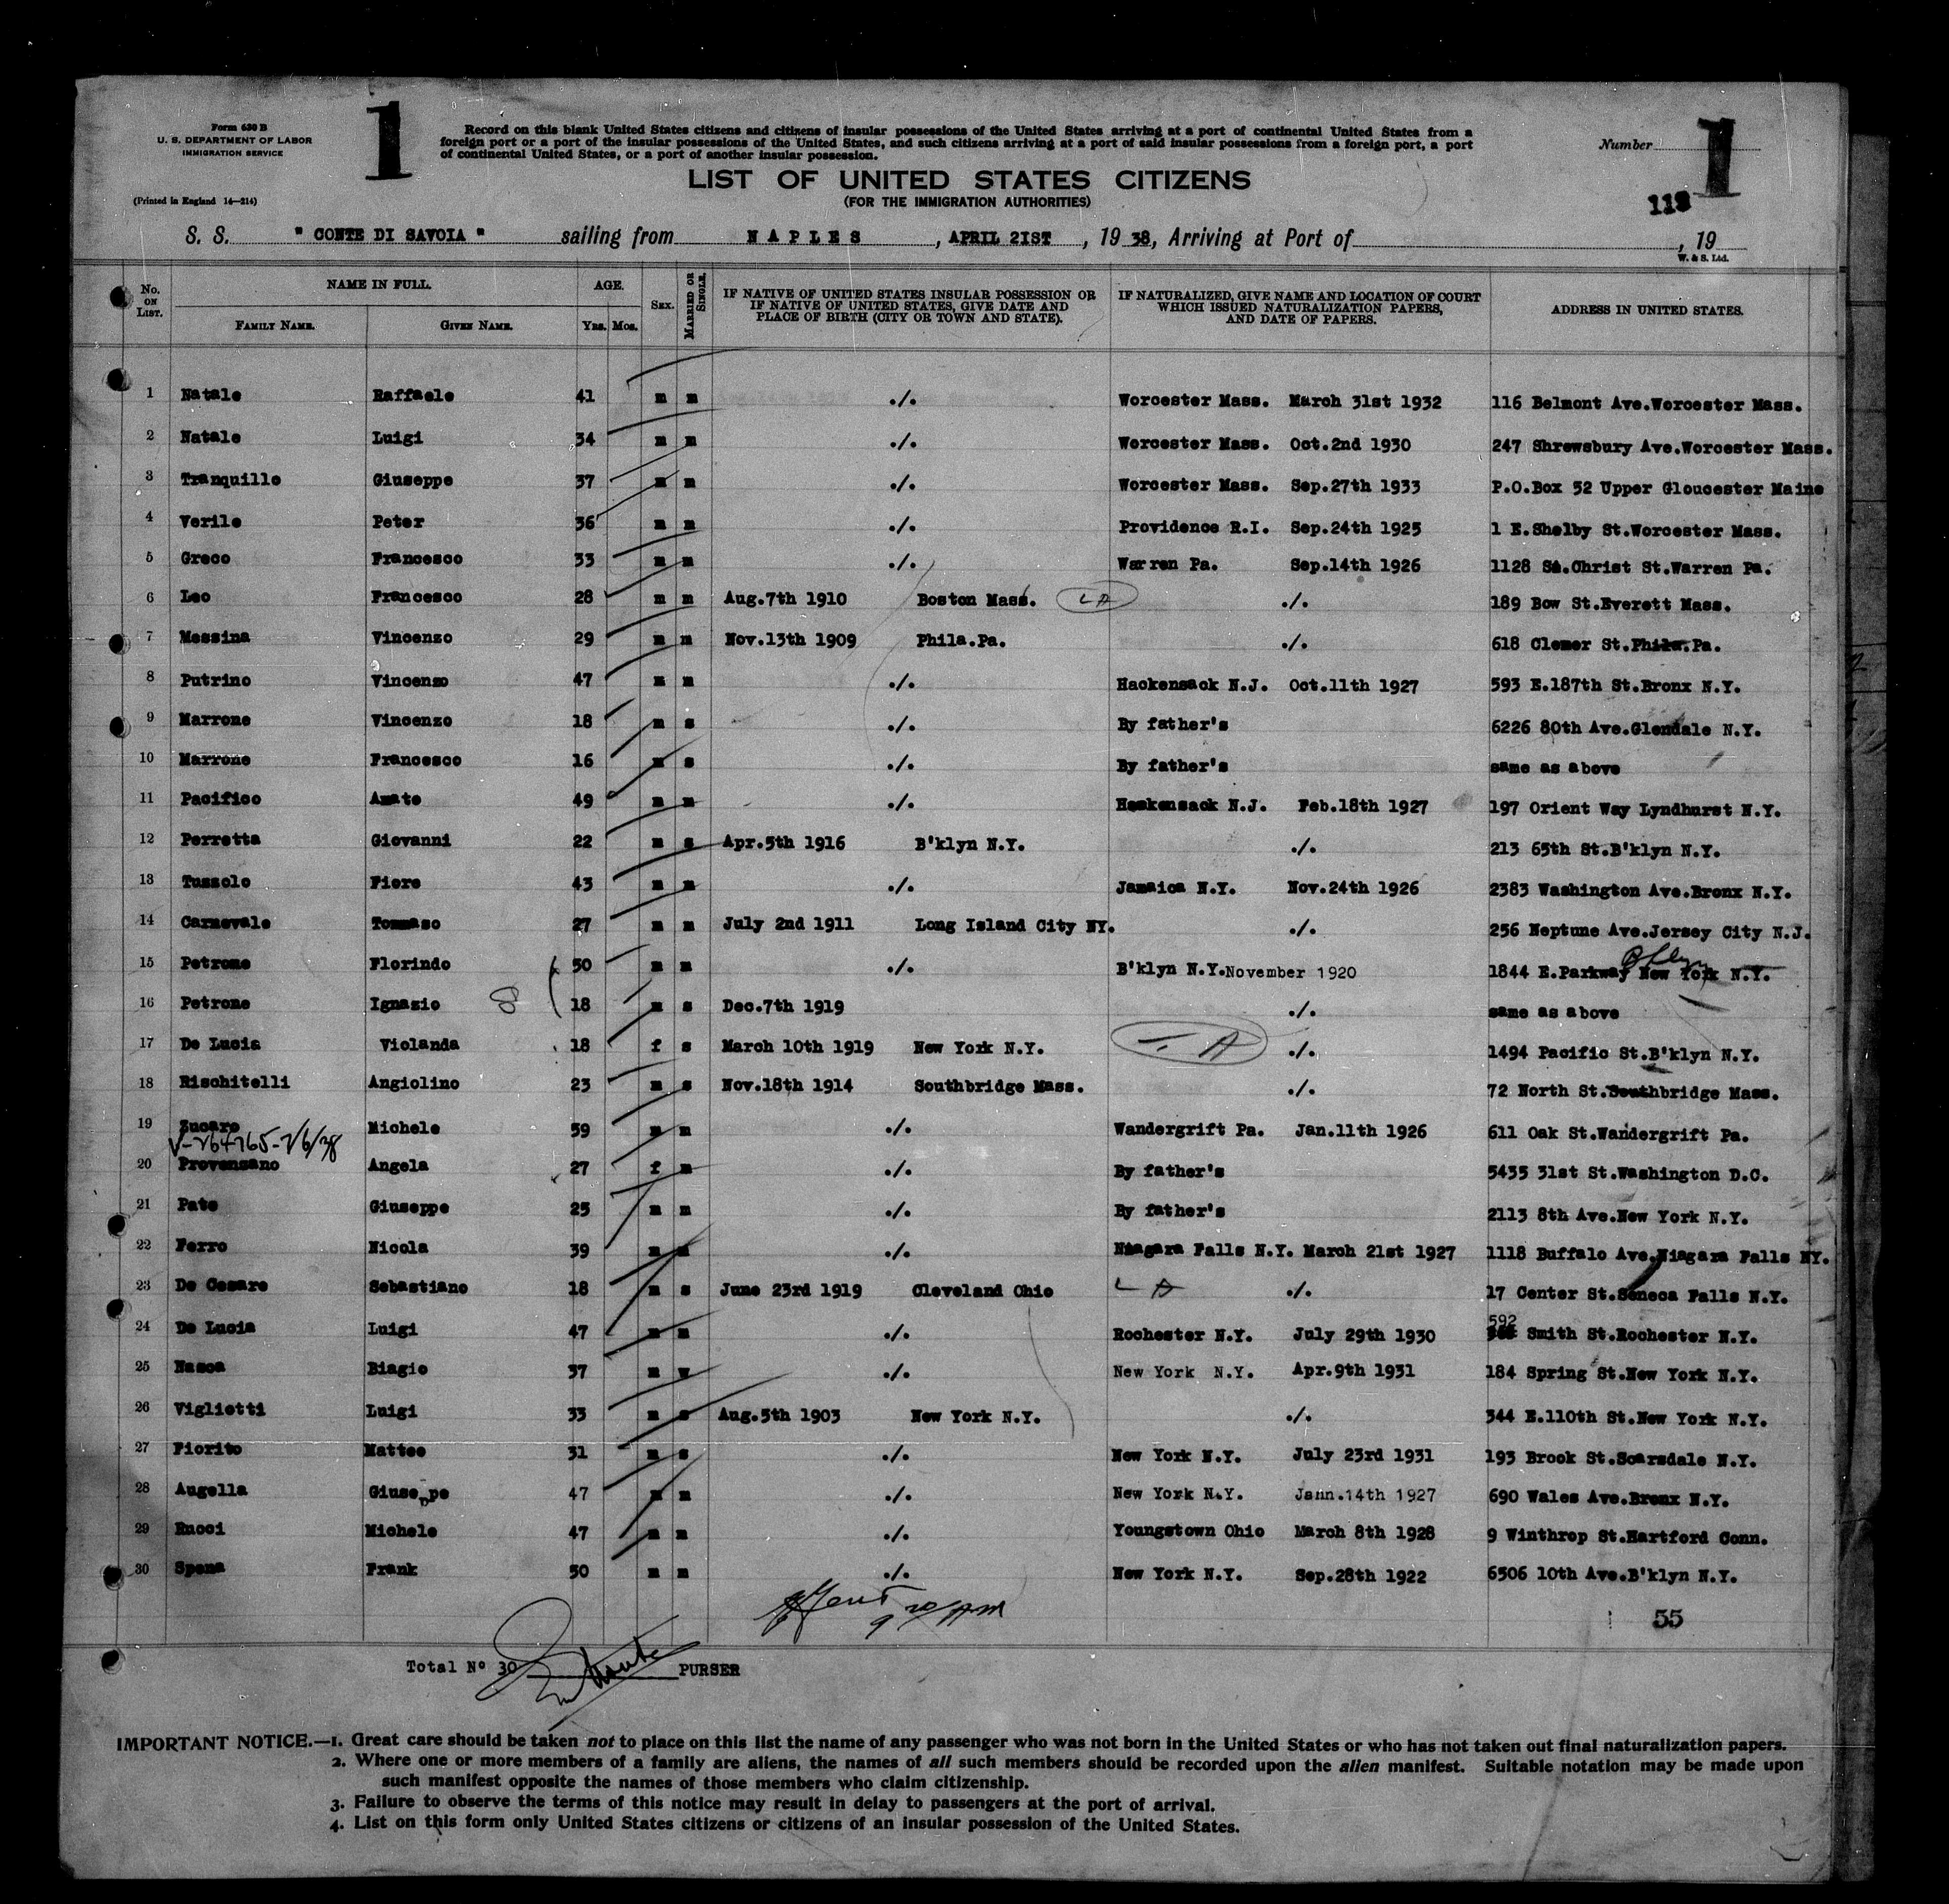 Form 630 B
U. S. DEPARTMENT OF LABOR
IMMIGRATION SERVICE
(Printed in England 14—214)
1
Record on this blank United States citizens and citizens of insular possessions of the United States arriving at a port of continental United States from a
foreign port or a port of the insular possessions of the United States, and such citizens arriving at a port of said insular possessions from a foreign port, a port
of continental United States, or a port of another insular possession.
Number 1
LIST OF UNITED STATES CITIZENS
(FOR THE IMMIGRATION AUTHORITIES)
S. S. " CONTE DI SAVOIA " sailing from NAPLES, APRIL 21ST, 19 38, Arriving at Port of , 19
W. & S. Ltd.
No. ON LIST. NAME IN FULL. FAMILY NAME. GIVEN NAME. AGE. Yrs. Mos. SEX. MARRIED OR SINGLE. IF NATIVE OF UNITED STATES INSULAR POSSESSION OR IF NATIVE OF UNITED STATES, GIVE DATE AND PLACE OF BIRTH (CITY OR TOWN AND STATE). IF NATURALIZED, GIVE NAME AND LOCATION OF COURT WHICH ISSUED NATURALIZATION PAPERS, AND DATE OF PAPERS. ADDRESS IN UNITED STATES.
1 Natale Raffaele 41 m m ./. Worcester Mass. March 31st 1932 116 Belmont Ave.Worcester Mass.
2 Natale Luigi 34 m m ./. Worcester Mass. Oct.2nd 1930 247 Shrewsbury Ave.Worcester Mass.
3 Tranquillo Giuseppe 37 m m ./. Worcester Mass. Sep.27th 1933 P.O.Box 52 Upper Gloucester Maine
4 Verile Peter 36 m m ./. Providence R.I. Sep.24th 1925 1 E.Shelby St.Worcester Mass.
5 Greco Francesco 33 m m ./. Warren Pa. Sep.14th 1926 1128 St.Christ St.Warren Pa.
6 Leo Francesco 28 m m Aug.7th 1910 Boston Mass. LA ./. 189 Bow St.Everett Mass.
7 Messina Vincenzo 29 m m Nov.13th 1909 Phila.Pa. ./. 618 Clemer St.Phila.Pa.
8 Putrino Vincenzo 47 m m ./. Hackensack N.J. Oct.11th 1927 593 E.187th St.Bronx N.Y.
9 Marrone Vincenzo 18 m s ./. By father's 6226 80th Ave.Glendale N.Y.
10 Marrone Francesco 16 m s ./. By father's same as above
11 Pacifico Amato 49 m m ./. Hackensack N.J. Feb.18th 1927 197 Orient Way Lyndhurst N.Y.
12 Perretta Giovanni 22 m s Apr.5th 1916 B'klyn N.Y. ./. 213 65th St.B'klyn N.Y.
13 Tuzzolo Fiore 43 m m ./. Jamaica N.Y. Nov.24th 1926 2383 Washington Ave.Bronx N.Y.
14 Carnevale Tommaso 27 m m July 2nd 1911 Long Island City NY. ./. 256 Neptune Ave.Jersey City N.J.
15 Petrone Florindo 50 m m ./. B'klyn N.Y.November 1920 1844 E.Parkway New York N.Y. Bklyn
16 Petrone Ignazio 18 m s Dec.7th 1919 ./. same as above
17 De Lucia Violanda 18 f s March 10th 1919 New York N.Y. ./. 1494 Pacific St.B'klyn N.Y.
18 Rischitelli Angiolino 23 m s Nov.18th 1914 Southbridge Mass. ./. 72 North St.Southbridge Mass.
19 Zucaro Michele 59 m m ./. Wandergrift Pa. Jan.11th 1926 611 Oak St.Wandergrift Pa.
V-264765-7/6/38
20 Provenzano Angela 27 f m ./. By father's 5435 31st St.Washington D.C.
21 Pate Giuseppe 25 m m ./. By father's 2113 8th Ave.New York N.Y.
22 Ferro Nicola 39 m m ./. Niagara Falls N.Y. March 21st 1927 1118 Buffalo Ave.Niagara Falls NY.
23 De Cesare Sebastiano 18 m s June 23rd 1919 Cleveland Ohio LA ./. 17 Center St.Seneca Falls N.Y.
24 De Lucia Luigi 47 m m ./. Rochester N.Y. July 29th 1930 592 Smith St.Rochester N.Y.
25 Nasca Biagio 37 m w ./. New York N.Y. Apr.9th 1931 184 Spring St.New York N.Y.
26 Viglietti Luigi 33 m s Aug.5th 1903 New York N.Y. ./. 344 E.110th St.New York N.Y.
27 Fiorito Matteo 31 m s ./. New York N.Y. July 23rd 1931 193 Brook St.Scarsdale N.Y.
28 Augella Giuseppe 47 m m ./. New York N.Y. Jann.14th 1927 690 Wales Ave.Bronx N.Y.
29 Rucci Michele 47 m m ./. Youngstown Ohio March 8th 1928 9 Winthrop St.Hartford Conn.
30 Spena Frank 50 m m ./. New York N.Y. Sep.28th 1922 6506 10th Ave.B'klyn N.Y.
55
Total Nº 30 PURSER
IMPORTANT NOTICE.—1. Great care should be taken not to place on this list the name of any passenger who was not born in the United States or who has not taken out final naturalization papers.
2. Where one or more members of a family are aliens, the names of all such members should be recorded upon the alien manifest. Suitable notation may be made upon
such manifest opposite the names of those members who claim citizenship.
3. Failure to observe the terms of this notice may result in delay to passengers at the port of arrival.
4. List on this form only United States citizens or citizens of an insular possession of the United States.